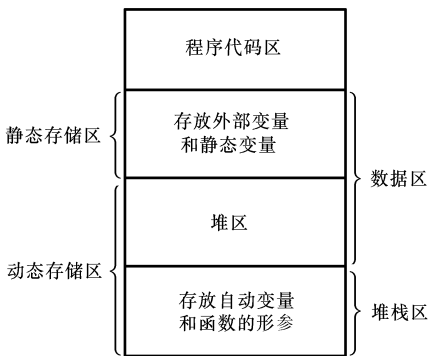 程序代码区
静态存储区
存放外部变量
和静态变量
数据区
堆区
动态存储区
存放自动变量
和函数的形参
堆栈区